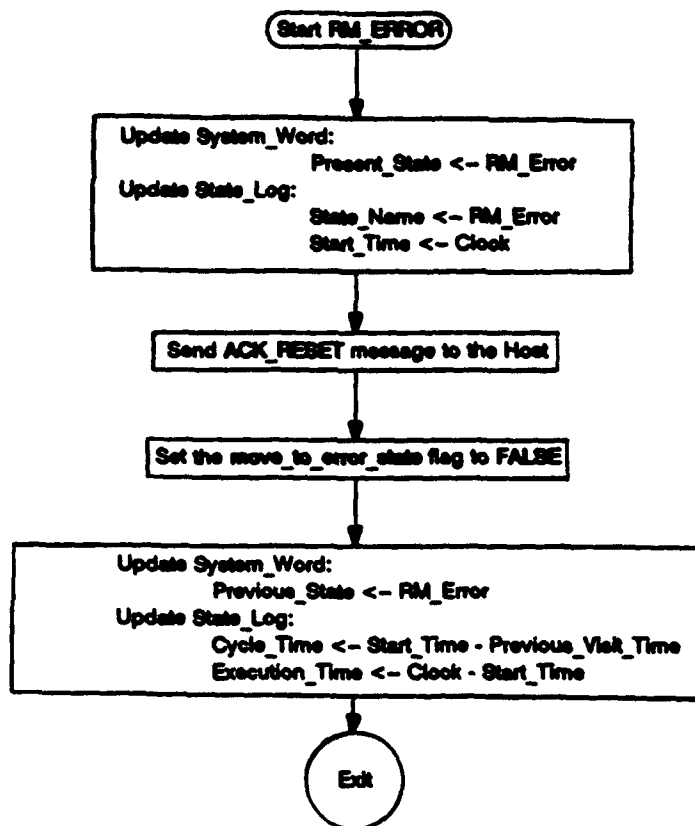 Start RM_ERROR
Update System_Word:
Present_State <-- RM_Error
Update State_Log:
State_Name <-- RM_Error
Start_Time <-- Clock
Send ACK_RESET message to the Host
Set the move_to_error_state flag to FALSE
Update System_Word:
Previous_State <-- RM_Error
Update State_Log:
Cycle_Time <-- Start_Time - Previous_Visit_Time
Execution_Time <-- Clock - Start_Time
Exit